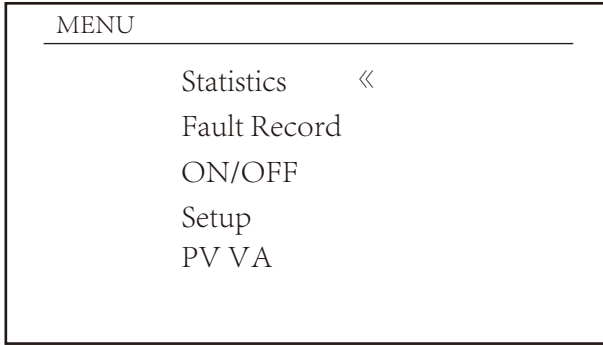 MENU
Statistics 《
Fault Record
ON/OFF
Setup
PV VA